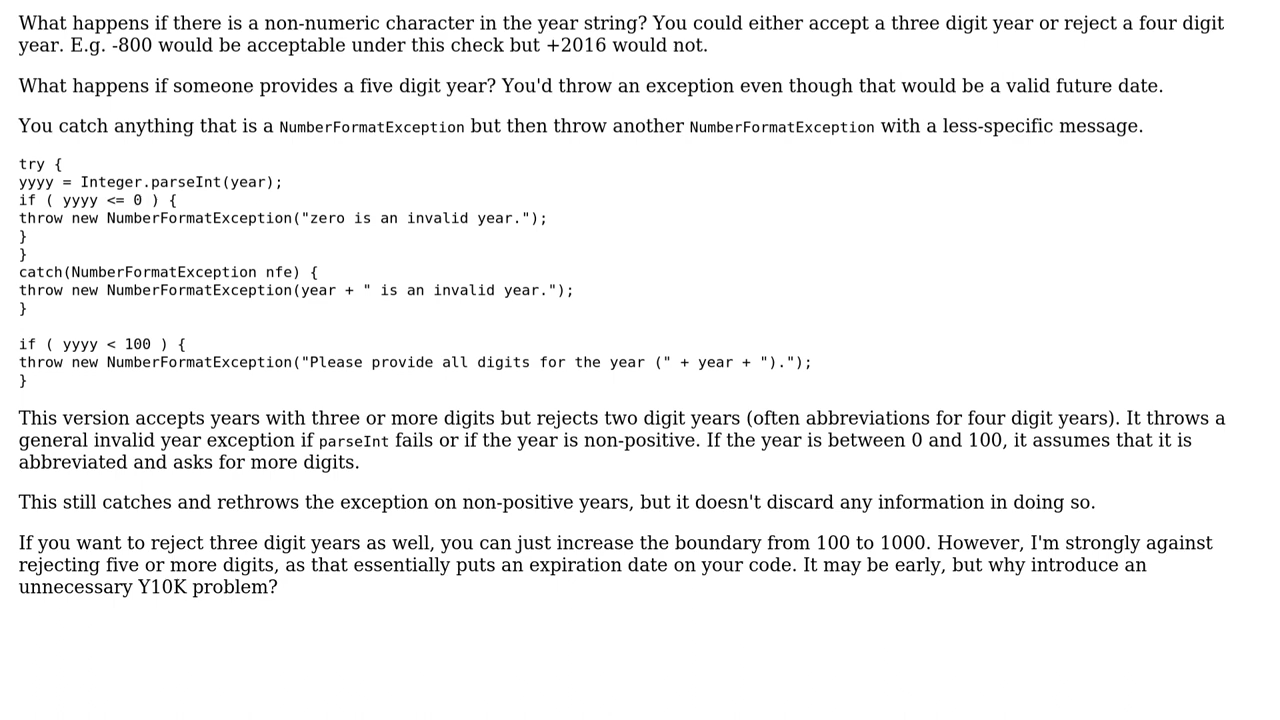 What happens if there is a non-numeric character in the year string? You could either accept a three digit year or reject a four digit
year. E.g. -800 would be acceptable under this check but +2016 would not.
What happens if someone provides a five digit year? You'd throw an exception even though that would be a valid future date.
You catch anything that is a NumberFormatException but then throw another NumberFormatException with a less-specific message.
try {
yyyy = Integer.parseInt(year);
if ( yyyy <= 0 ) {
throw new NumberFormatException("zero is an invalid year.");
}
}
catch(NumberFormatException nfe) {
throw new NumberFormatException(year + " is an invalid year.");
}
if ( yyyy < 100 ) {
throw new NumberFormatException("Please provide all digits for the year (" + year + ").");
}
This version accepts years with three or more digits but rejects two digit years (often abbreviations for four digit years). It throws a
general invalid year exception if parseInt fails or if the year is non-positive. If the year is between 0 and 100, it assumes that it is
abbreviated and asks for more digits.
This still catches and rethrows the exception on non-positive years, but it doesn't discard any information in doing so.
If you want to reject three digit years as well, you can just increase the boundary from 100 to 1000. However, I'm strongly against
rejecting five or more digits, as that essentially puts an expiration date on your code. It may be early, but why introduce an
unnecessary Y10K problem?